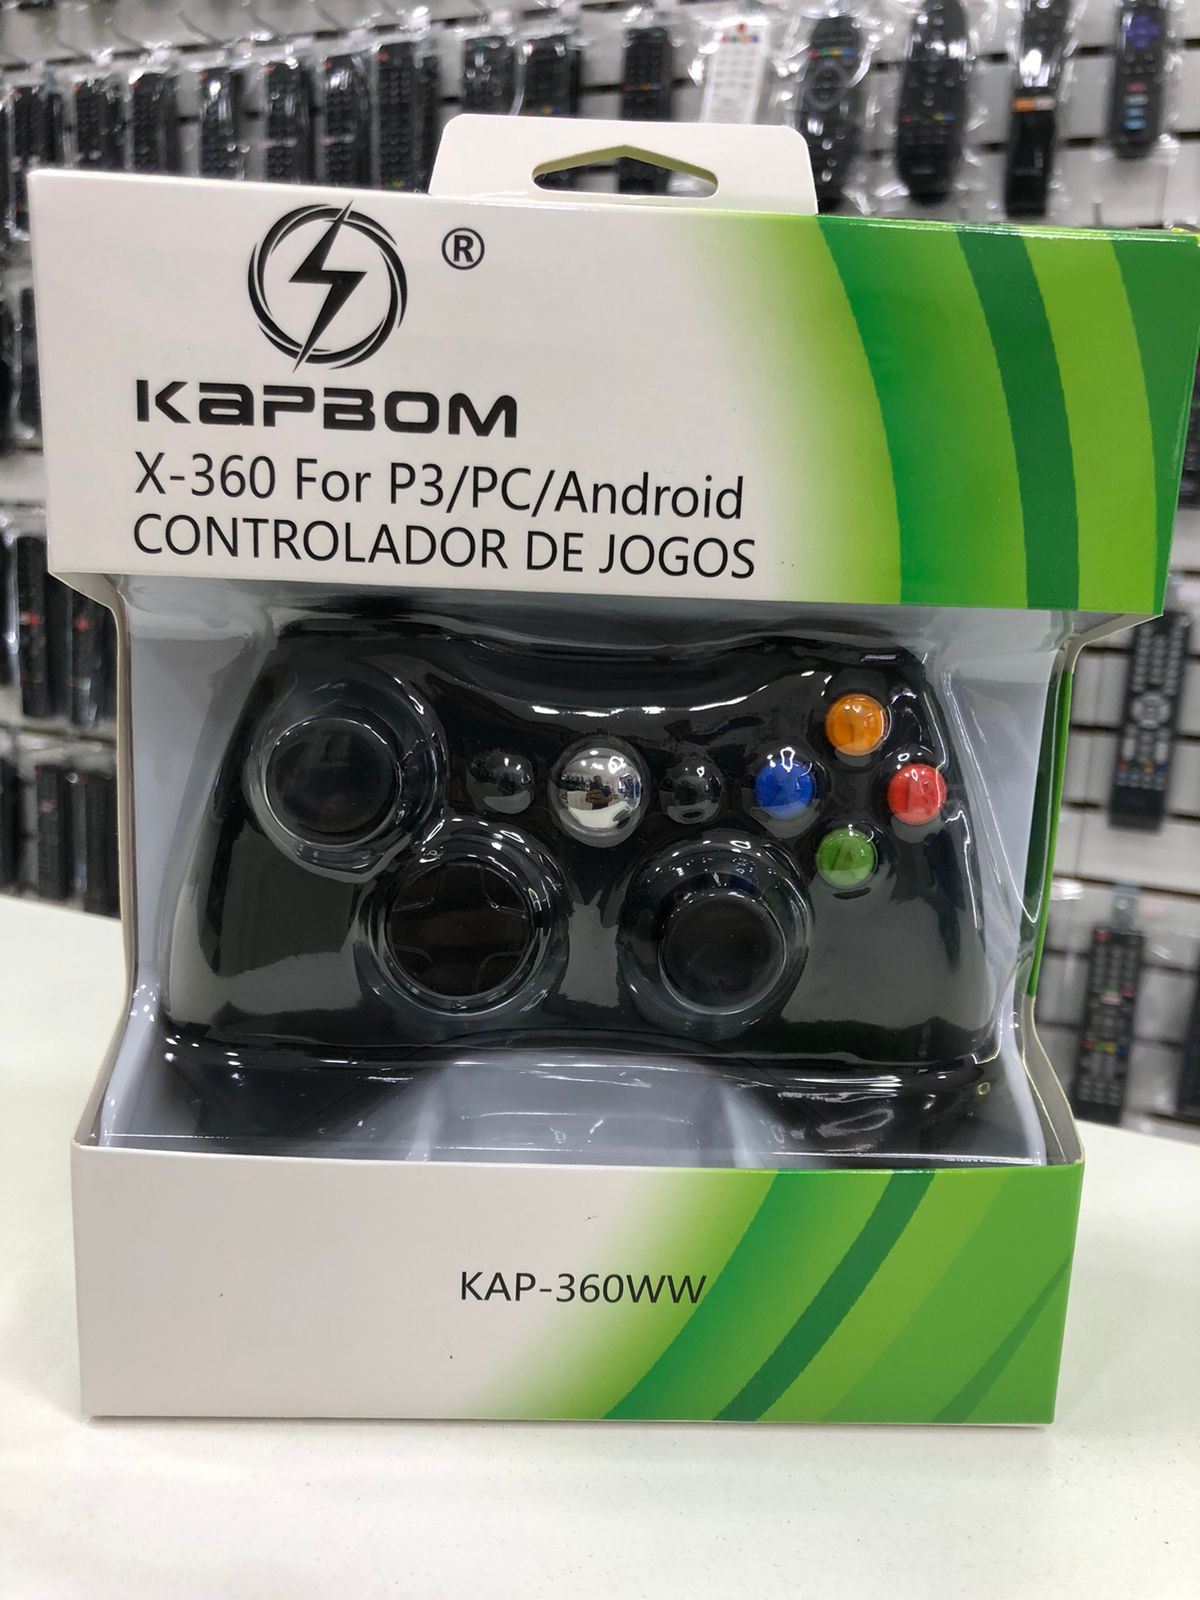 ®
KAPBOM
X-360 For P3/PC/Android
CONTROLADOR DE JOGOS
Y
X
B
A
KAP-360WW